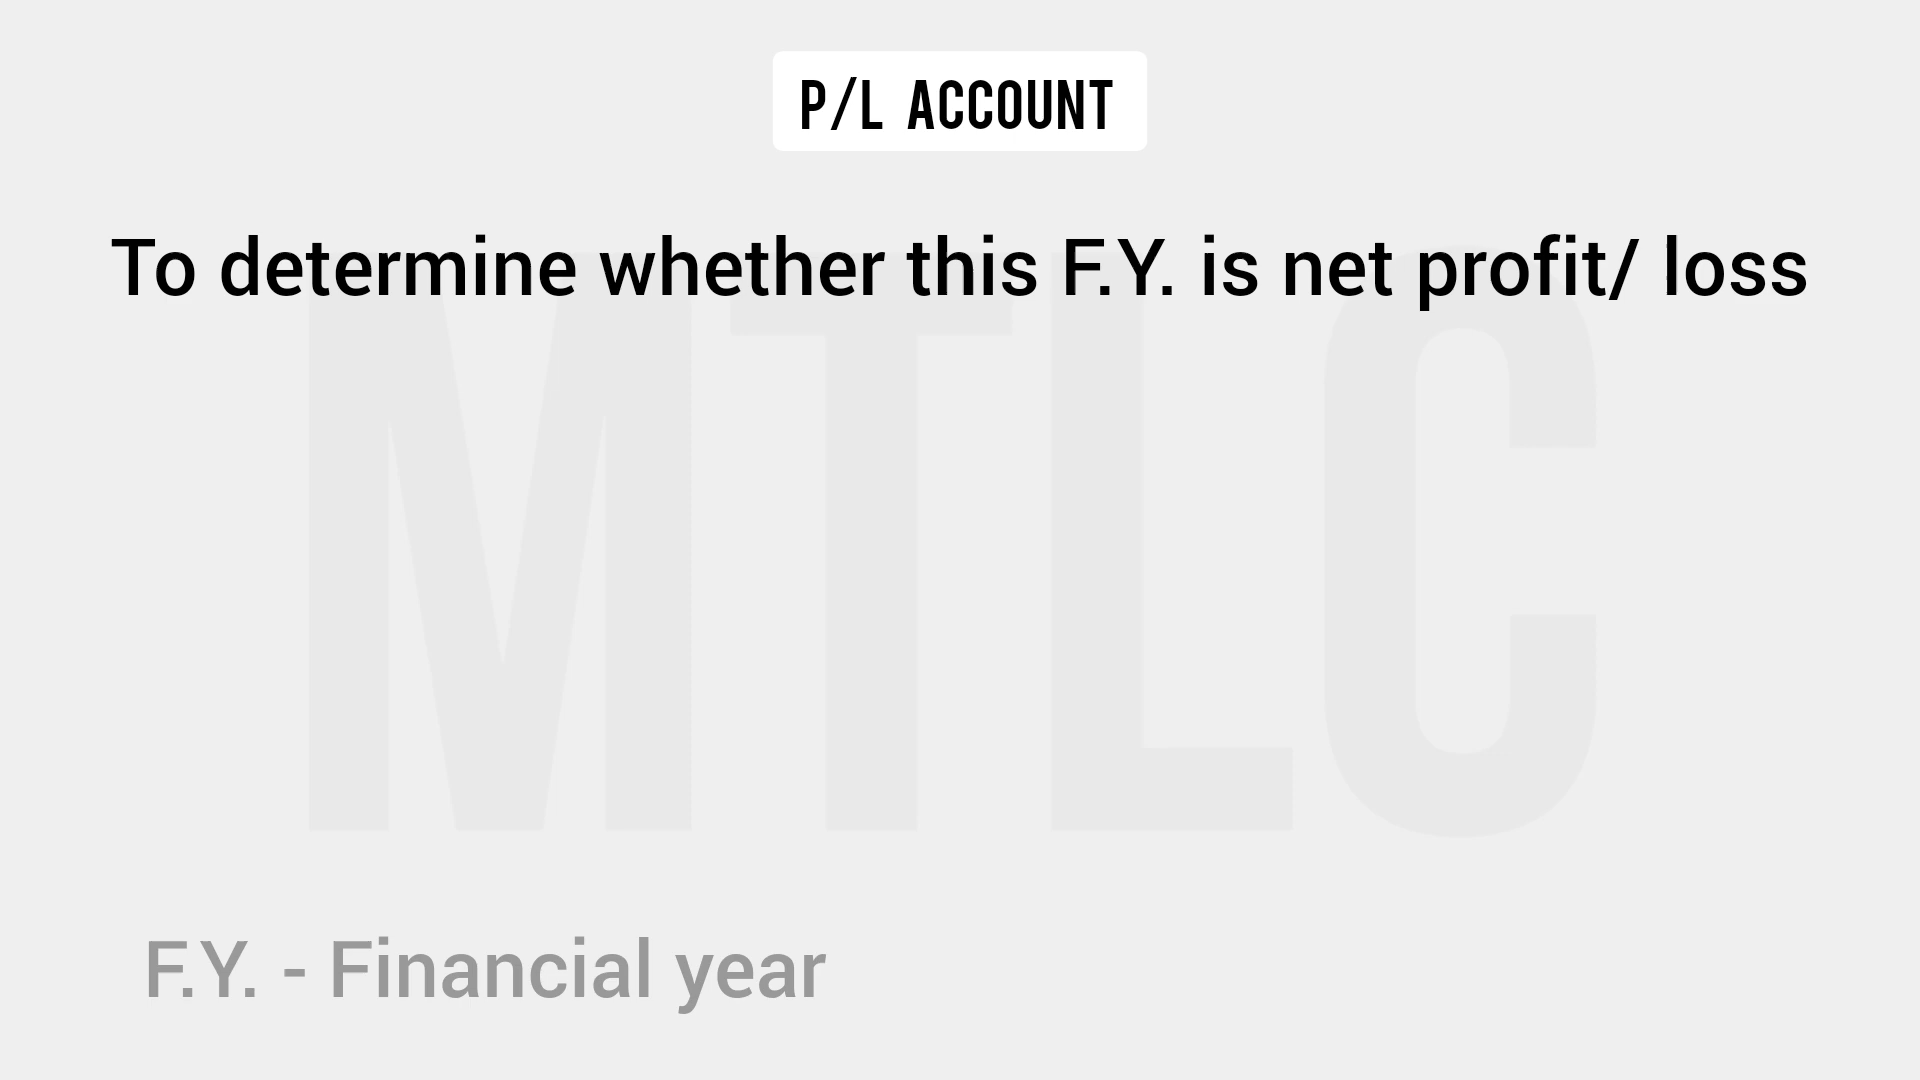 P/L ACCOUNT
To determine whether this F.Y. is net profit/ loss
MTLC
F.Y. - Financial year